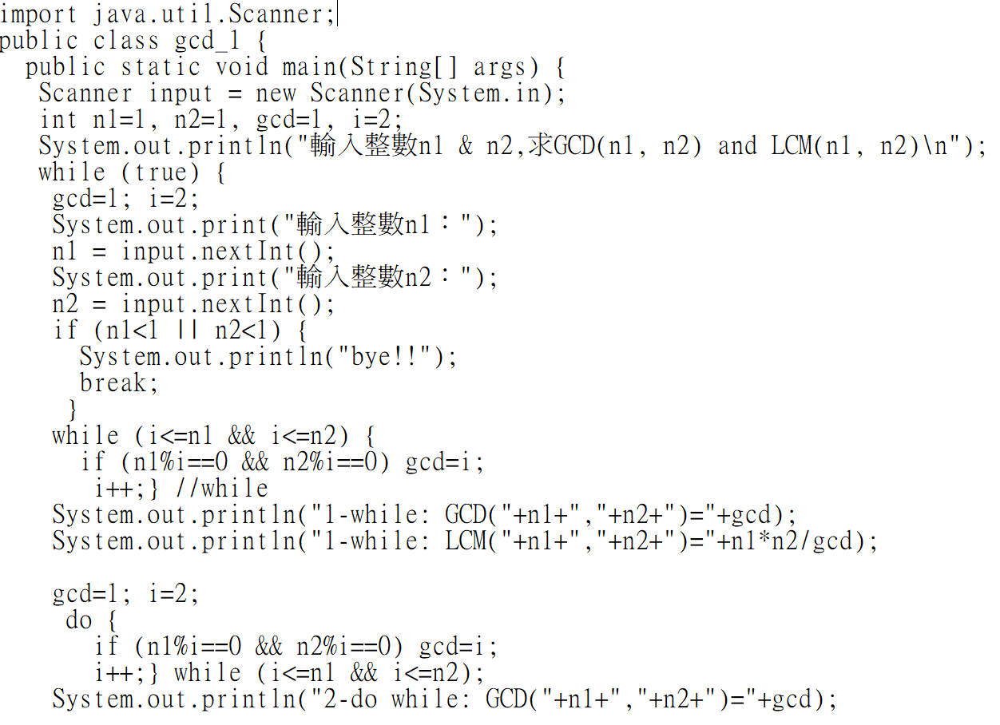 import java.util.Scanner;
public class gcd_1 {
  public static void main(String[] args) {
   Scanner input = new Scanner(System.in);
   int n1=1, n2=1, gcd=1, i=2;
   System.out.println("輸入整數n1 & n2,求GCD(n1, n2) and LCM(n1, n2)\n");
   while (true) {
    gcd=1; i=2;
    System.out.print("輸入整數n1：");
    n1 = input.nextInt();
    System.out.print("輸入整數n2：");
    n2 = input.nextInt();
    if (n1<1 || n2<1) {
      System.out.println("bye!!");
      break;
     }
    while (i<=n1 && i<=n2) {
      if (n1%i==0 && n2%i==0) gcd=i;
       i++;} //while
    System.out.println("1-while: GCD("+n1+","+n2+")="+gcd);
    System.out.println("1-while: LCM("+n1+","+n2+")="+n1*n2/gcd);

    gcd=1; i=2;
     do {
       if (n1%i==0 && n2%i==0) gcd=i;
       i++;} while (i<=n1 && i<=n2);
    System.out.println("2-do while: GCD("+n1+","+n2+")="+gcd);